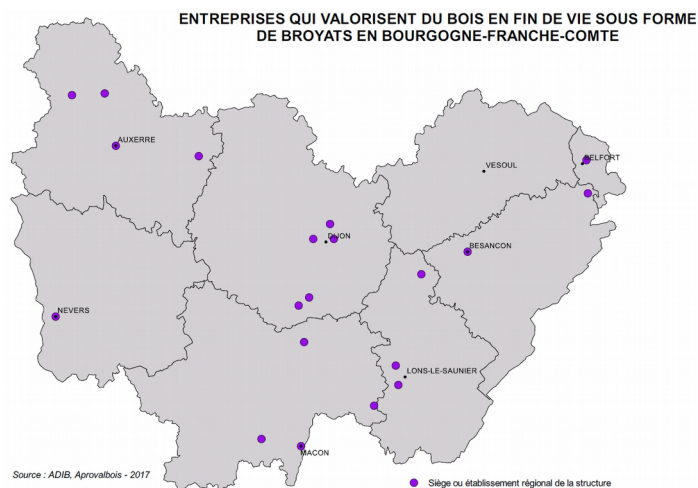 ENTREPRISES QUI VALORISENT DU BOIS EN FIN DE VIE SOUS FORME
DE BROYATS EN BOURGOGNE-FRANCHE-COMTE
AUXERRE
BELFORT
VESOUL
DIJON
BESANCON
NEVERS
LONS-LE-SAUNIER
MACON
Source : ADIB, Aprovalbois - 2017
Siège ou établissement régional de la structure